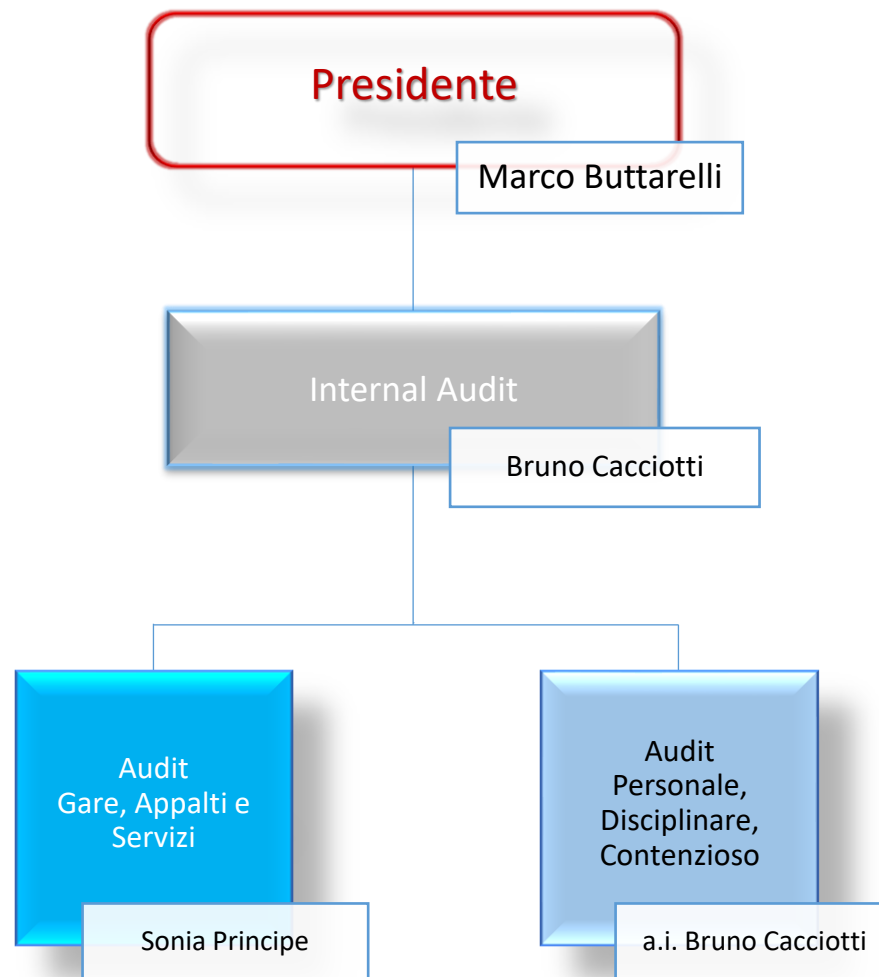 Presidente
Marco Buttarelli
Internal Audit
Bruno Cacciotti
Audit
Gare, Appalti e
Servizi
Sonia Principe
Audit
Personale,
Disciplinare,
Contenzioso
a.i. Bruno Cacciotti